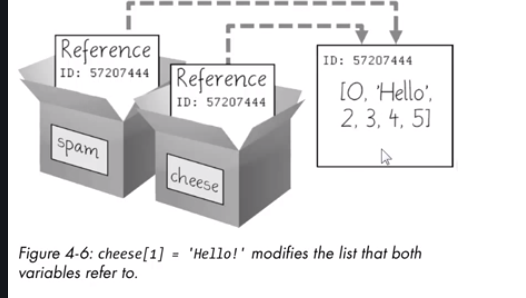 Reference
ID: 57207444
Reference
ID: 57207444
spam
cheese
ID: 57207444
[0, 'Hello',
2, 3, 4, 5]
Figure 4-6: cheese[1] = 'Hello!' modifies the list that both
variables refer to.